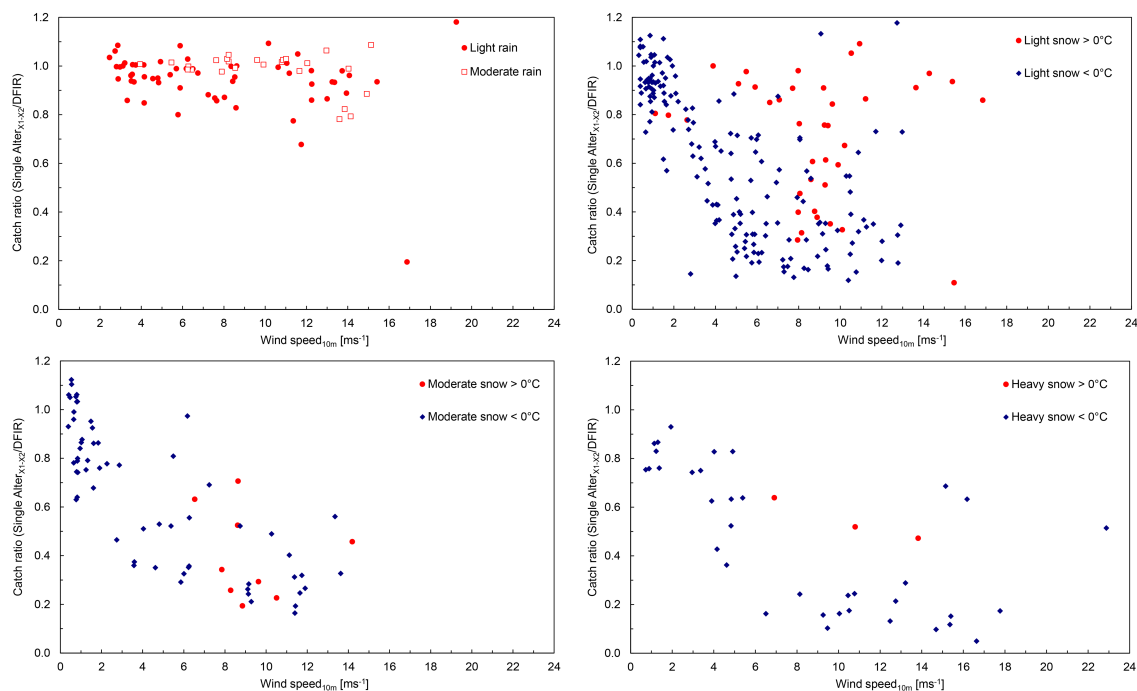 Catch ratio (Single Alter_X1-X2/DFIR)
1.2
1.0
0.8
0.6
0.4
0.2
0.0
Light rain
Moderate rain
0 2 4 6 8 10 12 14 16 18 20 22 24
Wind speed_10m [ms⁻¹]
Catch ratio (Single Alter_X1-X2/DFIR)
1.2
1.0
0.8
0.6
0.4
0.2
0.0
Light snow > 0°C
Light snow < 0°C
0 2 4 6 8 10 12 14 16 18 20 22 24
Wind speed_10m [ms⁻¹]
Catch ratio (Single Alter_X1-X2/DFIR)
1.2
1.0
0.8
0.6
0.4
0.2
0.0
Moderate snow > 0°C
Moderate snow < 0°C
0 2 4 6 8 10 12 14 16 18 20 22 24
Wind speed_10m [ms⁻¹]
Catch ratio (Single Alter_X1-X2/DFIR)
1.2
1.0
0.8
0.6
0.4
0.2
0.0
Heavy snow > 0°C
Heavy snow < 0°C
0 2 4 6 8 10 12 14 16 18 20 22 24
Wind speed_10m [ms⁻¹]